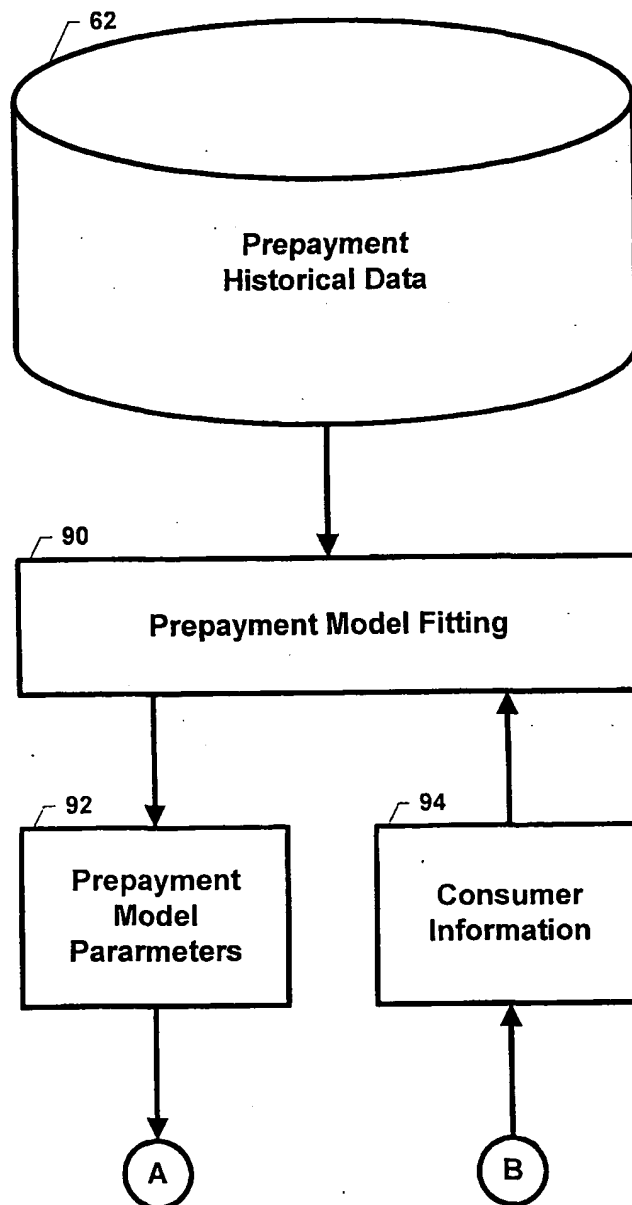 62
Prepayment
Historical Data
90
Prepayment Model Fitting
92
Prepayment
Model
Pararmeters
94
Consumer
Information
A
B